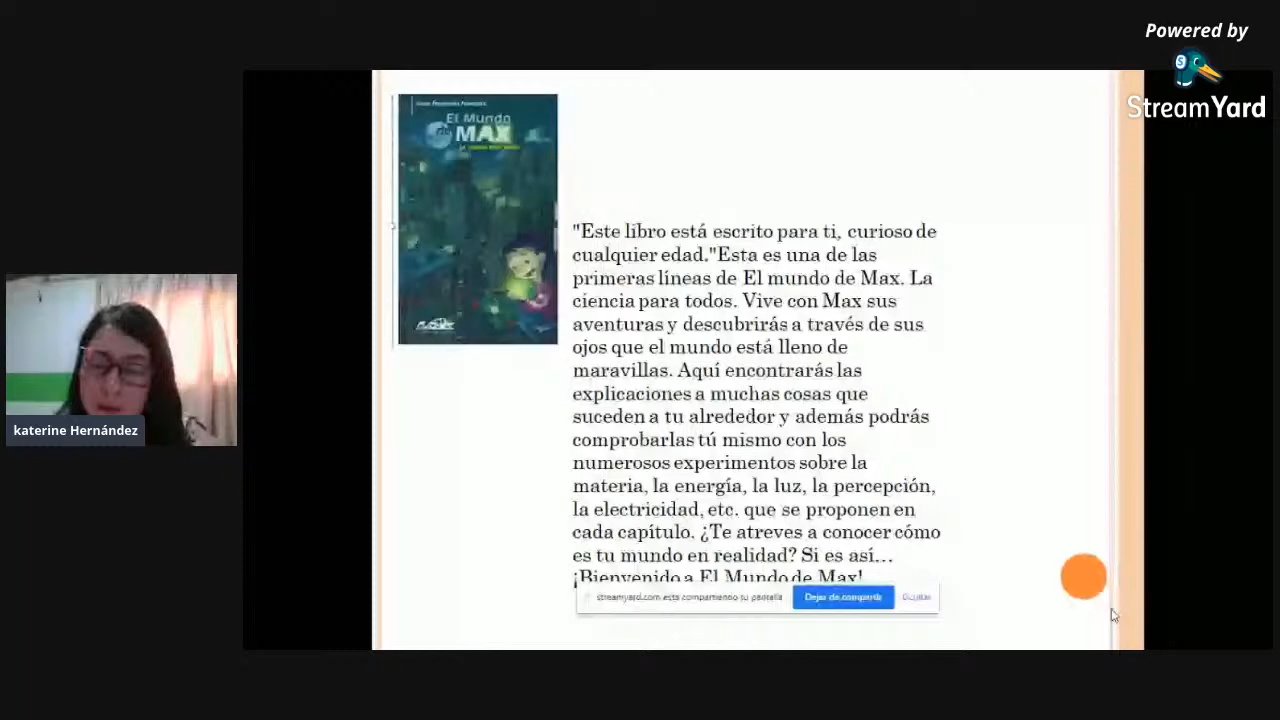 Powered by
StreamYard
El Mundo
de
MAX
"Este libro está escrito para ti, curioso de
cualquier edad."Esta es una de las
primeras líneas de El mundo de Max. La
ciencia para todos. Vive con Max sus
aventuras y descubrirás a través de sus
ojos que el mundo está lleno de
maravillas. Aquí encontrarás las
explicaciones a muchas cosas que
suceden a tu alrededor y además podrás
comprobarlas tú mismo con los
numerosos experimentos sobre la
materia, la energía, la luz, la percepción,
la electricidad, etc. que se proponen en
cada capítulo. ¿Te atreves a conocer cómo
es tu mundo en realidad? Si es así...
¡Bienvenido a El Mundo de Max!
streamyard.com está compartiendo tu pantalla
Dejar de compartir
Ocultar
katerine Hernández